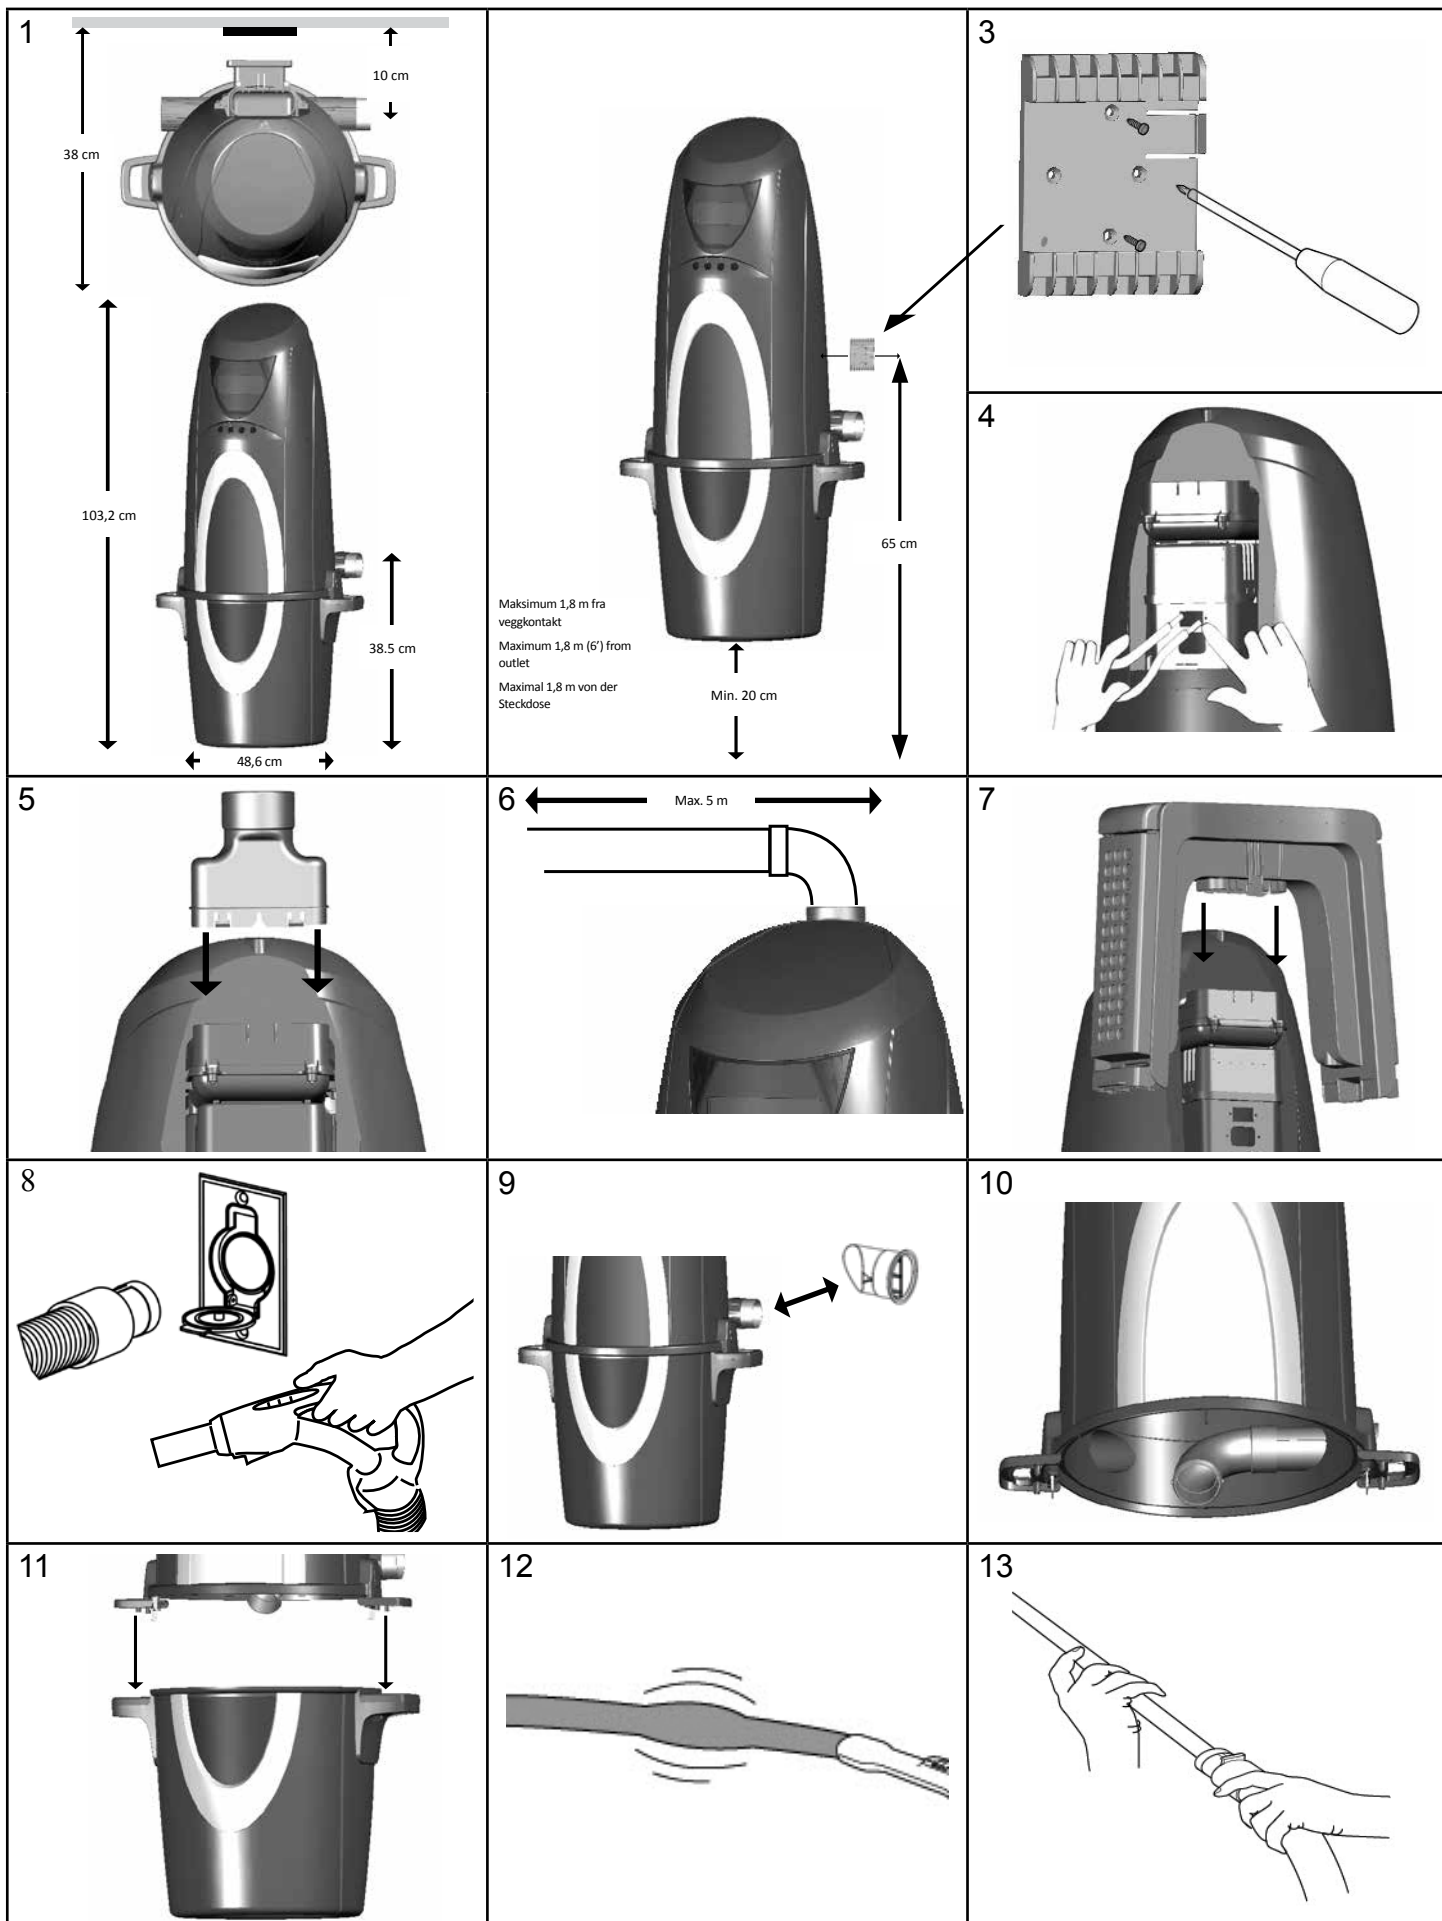 1
10 cm
38 cm
103,2 cm
38.5 cm
48,6 cm
Maksimum 1,8 m fra
veggkontakt
Maximum 1,8 m (6') from
outlet
Maximal 1,8 m von der
Steckdose
65 cm
Min. 20 cm
3
4
5
6
Max. 5 m
7
8
9
10
11
12
13